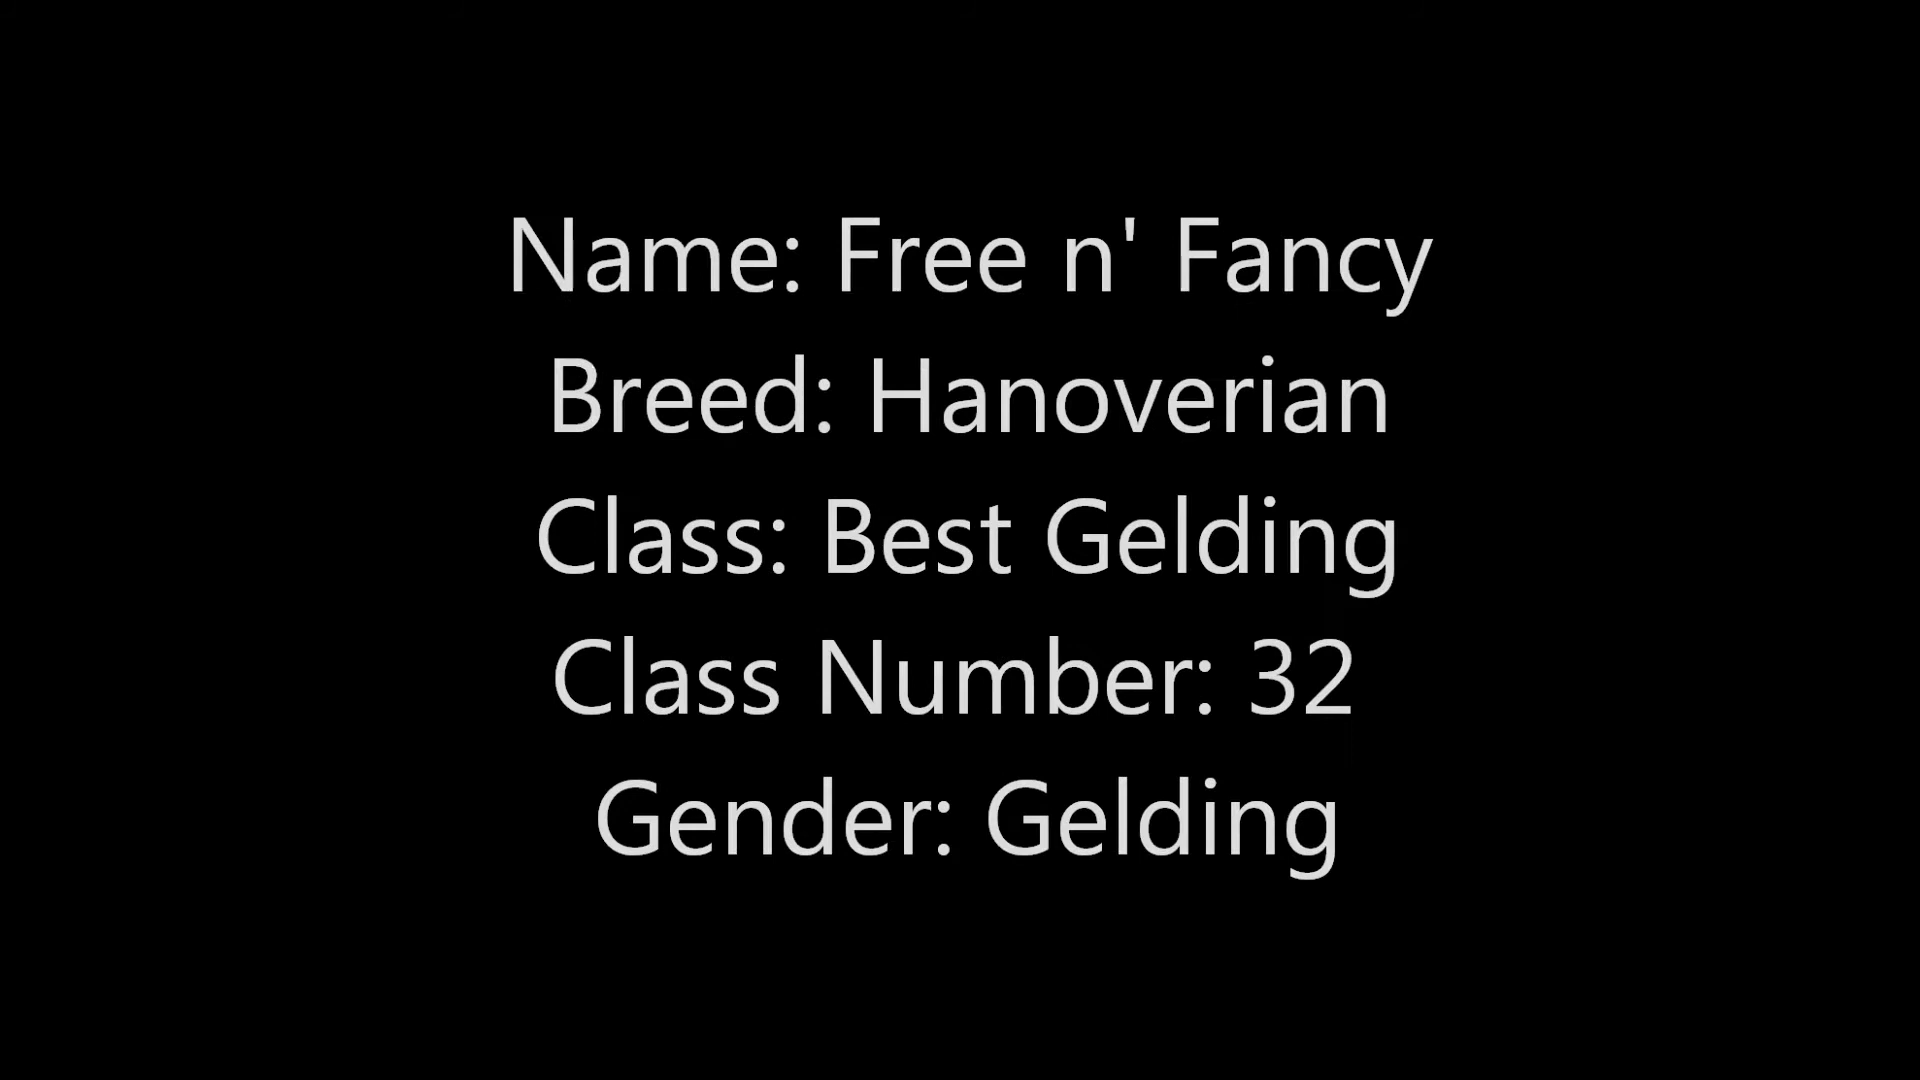 Name: Free n' Fancy
Breed: Hanoverian
Class: Best Gelding
Class Number: 32
Gender: Gelding